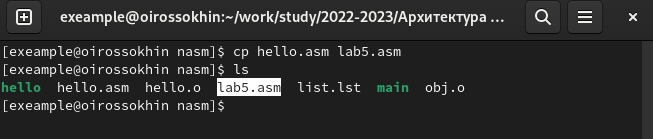 exeample@oirossokhin:~/work/study/2022-2023/Архитектура ...
[exeample@oirossokhin nasm]$ cp hello.asm lab5.asm
[exeample@oirossokhin nasm]$ ls
hello  hello.asm  hello.o  lab5.asm  list.lst  main  obj.o
[exeample@oirossokhin nasm]$